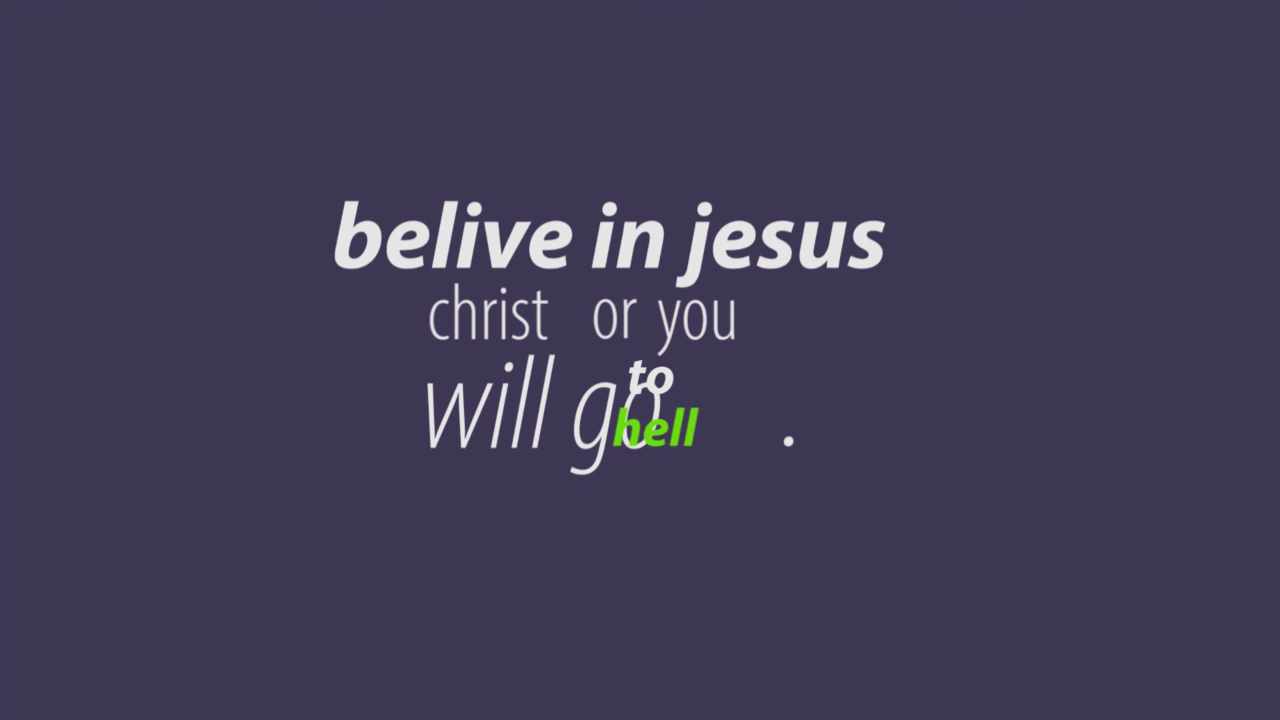 belive in jesus
christ or you
will go
to
hell .